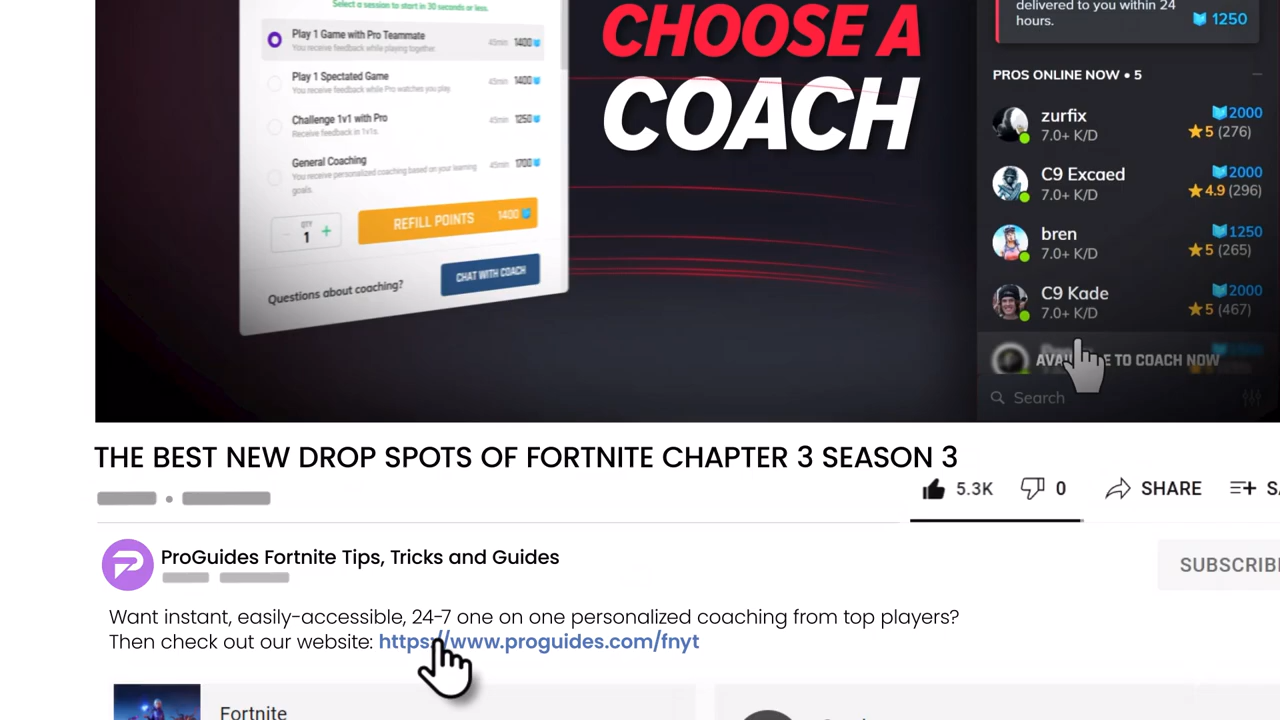 Select a session to start in 30 seconds or less.
Play 1 Game with Pro Teammate
You receive feedback while playing together.
45min 1400
Play 1 Spectated Game
You receive feedback while Pro watches you play.
45min 1400
Challenge 1v1 with Pro
Receive feedback in 1v1s.
45min 1250
General Coaching
You receive personalized coaching based on your learning
goals.
45min 1700
QTY
- 1 +
REFILL POINTS 1400
Questions about coaching?
CHAT WITH COACH
CHOOSE A
COACH
delivered to you within 24
hours.
1250
PROS ONLINE NOW • 5
zurfix 2000
7.0+ K/D 5 (276)
C9 Excaed 2000
7.0+ K/D 4.9 (296)
bren 1250
7.0+ K/D 5 (265)
C9 Kade 2000
7.0+ K/D 5 (467)
TO COACH NOW
Search
THE BEST NEW DROP SPOTS OF FORTNITE CHAPTER 3 SEASON 3
5.3K 0 SHARE
ProGuides Fortnite Tips, Tricks and Guides
SUBSCRIBE
Want instant, easily-accessible, 24-7 one on one personalized coaching from top players?
Then check out our website: https://www.proguides.com/fnyt
Fortnite